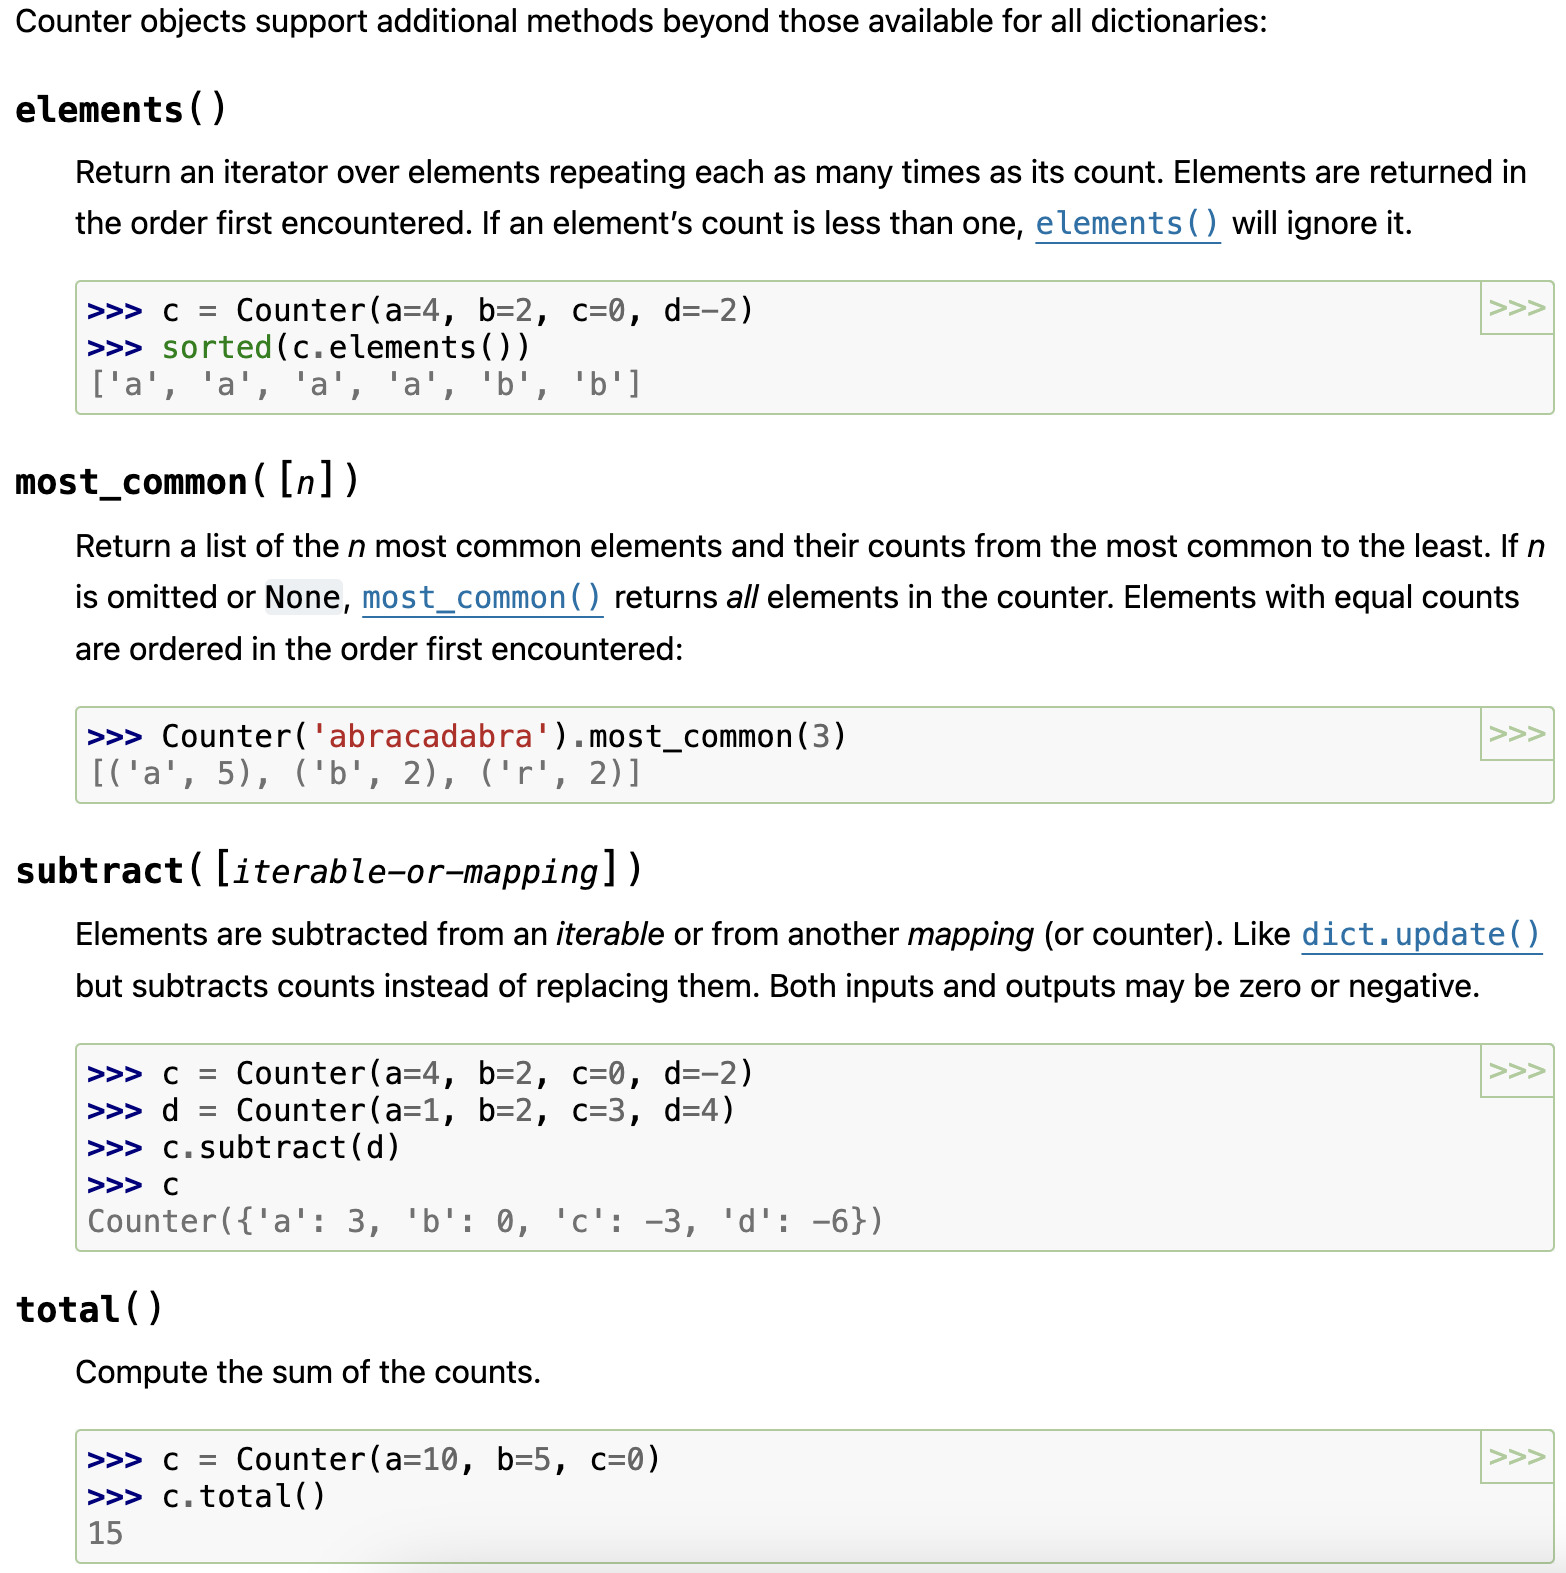 Counter objects support additional methods beyond those available for all dictionaries:
elements()
Return an iterator over elements repeating each as many times as its count. Elements are returned in
the order first encountered. If an element’s count is less than one, elements() will ignore it.
>>> c = Counter(a=4, b=2, c=0, d=-2)
>>>
>>> sorted(c.elements())
['a', 'a', 'a', 'a', 'b', 'b']
most_common([n])
Return a list of the n most common elements and their counts from the most common to the least. If n
is omitted or None, most_common() returns all elements in the counter. Elements with equal counts
are ordered in the order first encountered:
>>> Counter('abracadabra').most_common(3)
>>>
[('a', 5), ('b', 2), ('r', 2)]
subtract([iterable-or-mapping])
Elements are subtracted from an iterable or from another mapping (or counter). Like dict.update()
but subtracts counts instead of replacing them. Both inputs and outputs may be zero or negative.
>>> c = Counter(a=4, b=2, c=0, d=-2)
>>>
>>> d = Counter(a=1, b=2, c=3, d=4)
>>> c.subtract(d)
>>> c
Counter({'a': 3, 'b': 0, 'c': -3, 'd': -6})
total()
Compute the sum of the counts.
>>> c = Counter(a=10, b=5, c=0)
>>>
>>> c.total()
15